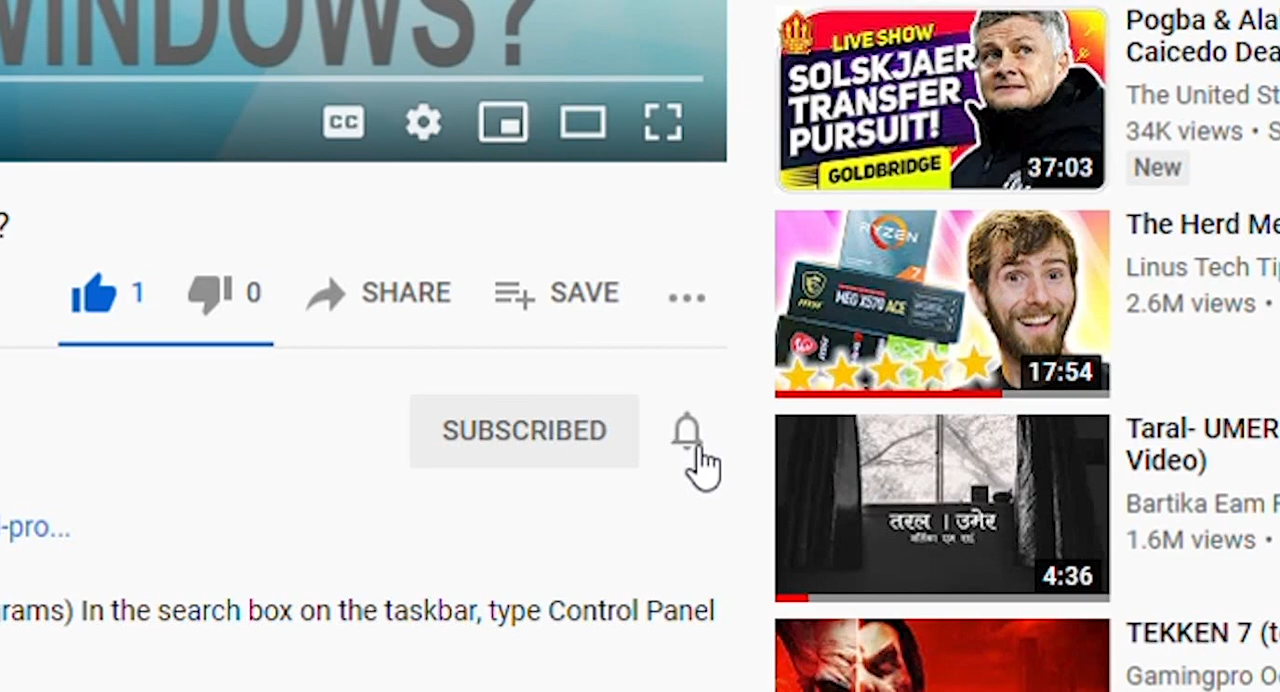 WINDOWS?
CC
?
1
0
SHARE
SAVE
SUBSCRIBED
-pro...
grams) In the search box on the taskbar, type Control Panel
LIVE SHOW
SOLSKJAER
TRANSFER
PURSUIT!
GOLDBRIDGE
37:03
Pogba & Ala
Caicedo Dea
The United St
34K views • S
New
RYZEN
7
MEG X570 ACE
17:54
The Herd Me
Linus Tech Ti
2.6M views •
तरल | उमेर
4:36
Taral- UMER
Video)
Bartika Eam R
1.6M views •
TEKKEN 7 (t
Gamingpro O